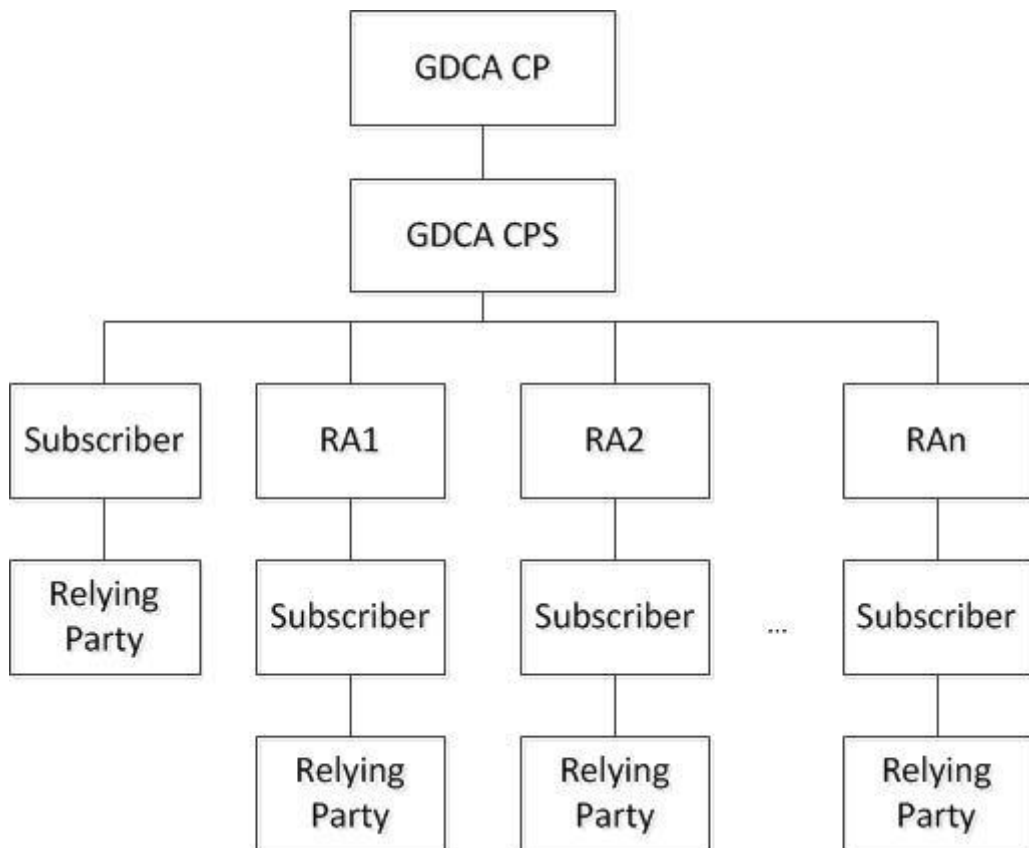 GDCA CP
GDCA CPS
Subscriber
RA1
RA2
RAn
Relying
Party
Subscriber
Subscriber
...
Subscriber
Relying
Party
Relying
Party
Relying
Party